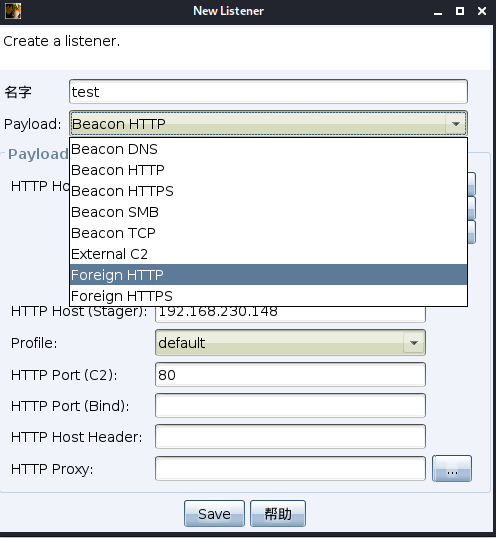 New Listener
Create a listener.
名字 test
Payload: Beacon HTTP
Beacon DNS
Beacon HTTP
Beacon HTTPS
Beacon SMB
Beacon TCP
External C2
Foreign HTTP
Foreign HTTPS
Payload
HTTP Ho
HTTP Host (Stager): 192.168.230.148
Profile: default
HTTP Port (C2): 80
HTTP Port (Bind):
HTTP Host Header:
HTTP Proxy: ...
Save 帮助